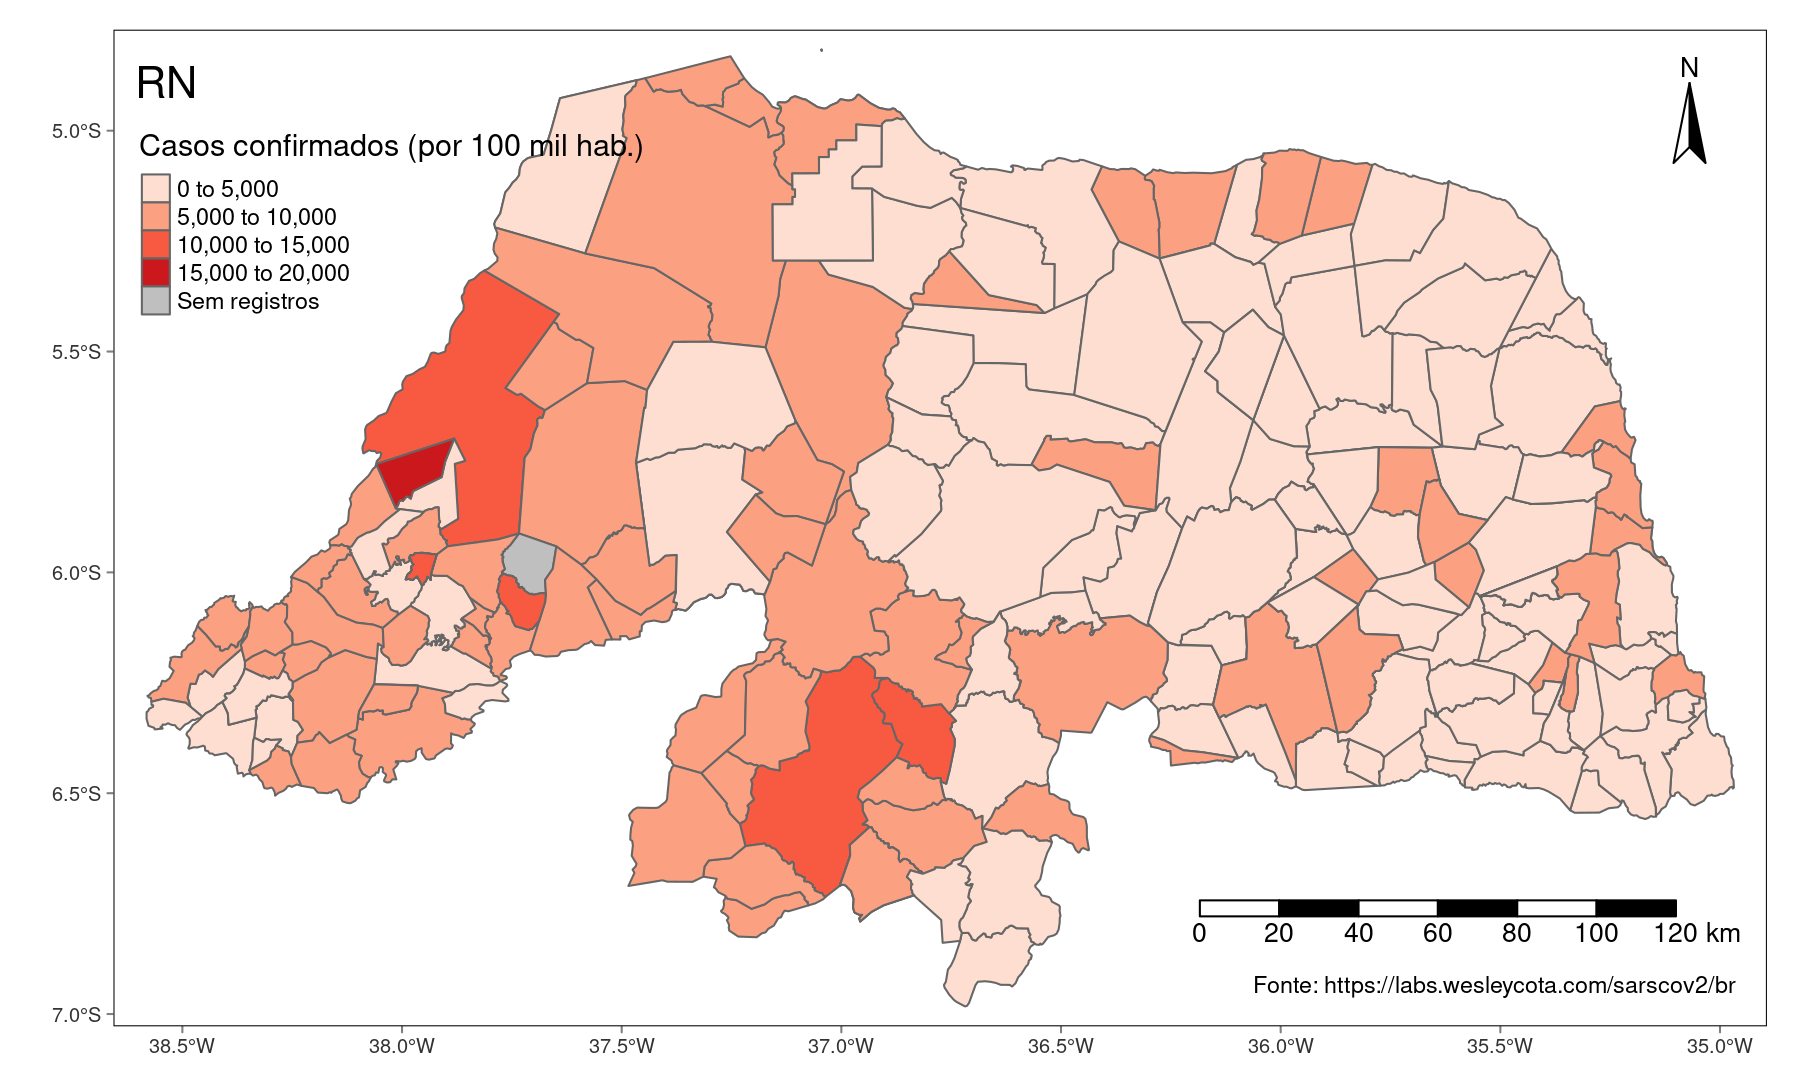 RN
N
Casos confirmados (por 100 mil hab.)
0 to 5,000
5,000 to 10,000
10,000 to 15,000
15,000 to 20,000
Sem registros
5.0°S
5.5°S
6.0°S
6.5°S
7.0°S
0 20 40 60 80 100 120 km
Fonte: https://labs.wesleycota.com/sarscov2/br
38.5°W 38.0°W 37.5°W 37.0°W 36.5°W 36.0°W 35.5°W 35.0°W